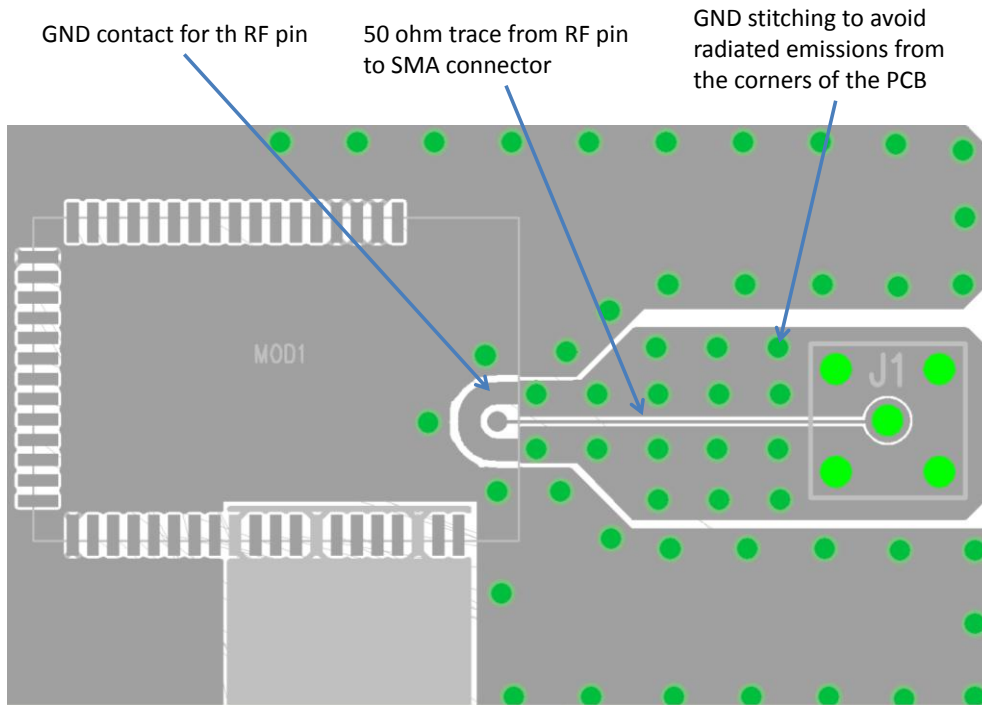 GND contact for th RF pin
50 ohm trace from RF pin
to SMA connector
GND stitching to avoid
radiated emissions from
the corners of the PCB
MOD1
J1